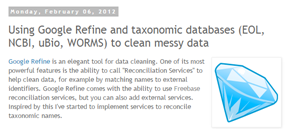 Monday, February 06, 2012
Using Google Refine and taxonomic databases (EOL,
NCBI, uBio, WORMS) to clean messy data
Google Refine is an elegant tool for data cleaning. One of its most
powerful features is the ability to call "Reconciliation Services" to
help clean data, for example by matching names to external
identifiers. Google Refine comes with the ability to use Freebase
reconciliation services, but you can also add external services.
Inspired by this I've started to implement services to reconcile
taxonomic names.